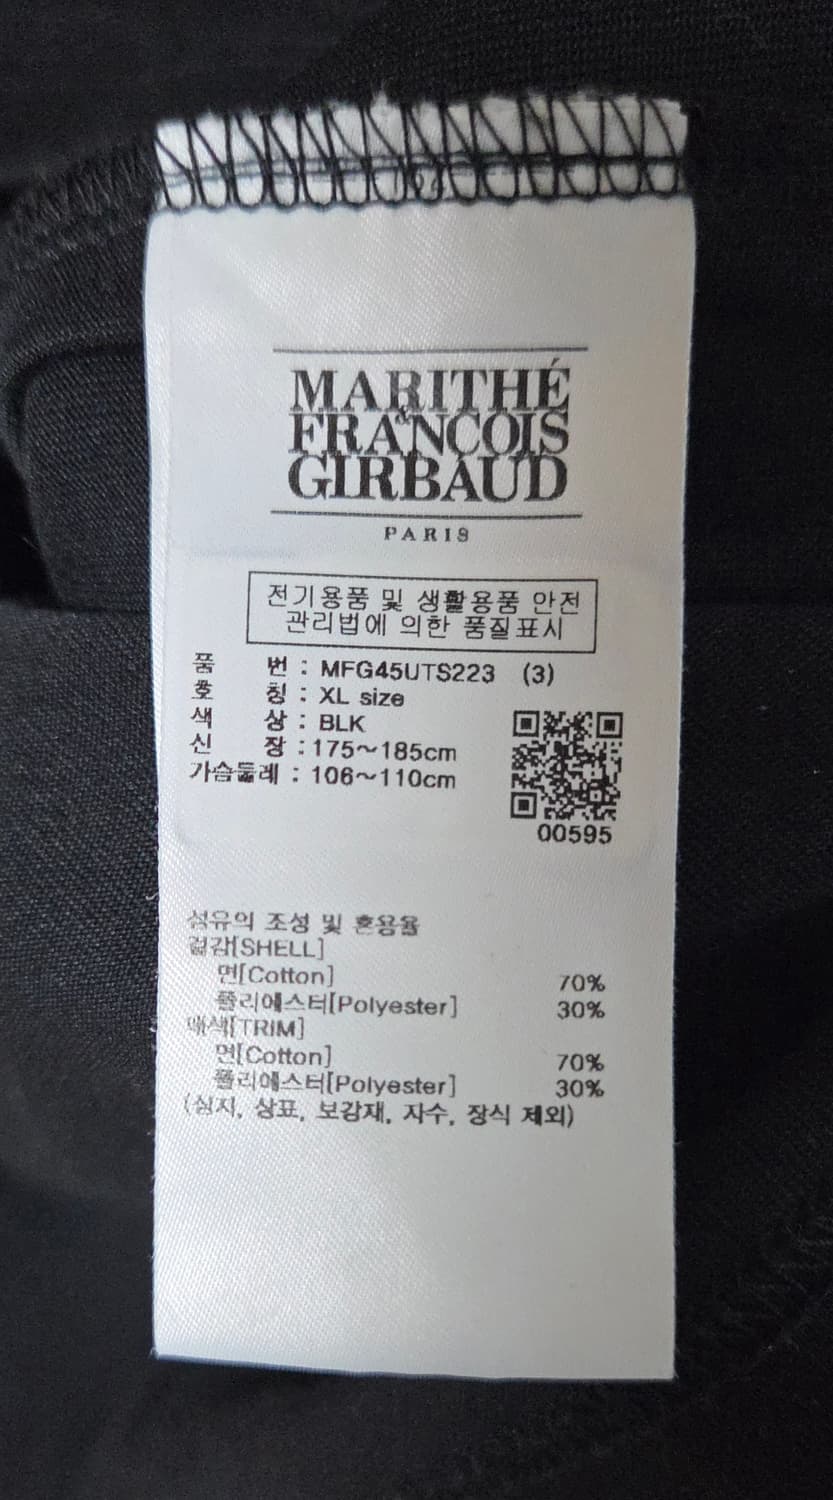 MARITHÉ
&
FRANCOIS
GIRBAUD
PARIS
전기용품 및 생활용품 안전
관리법에 의한 품질표시
품 번 : MFG45UTS223 (3)
호 칭 : XL size
색 상 : BLK
신 장 : 175~185cm
가슴둘레 : 106~110cm
00595
섬유의 조성 및 혼용율
겉감[SHELL]
면[Cotton] 70%
폴리에스터[Polyester] 30%
배색[TRIM]
면[Cotton] 70%
폴리에스터[Polyester] 30%
(심지, 상표, 보강재, 자수, 장식 제외)